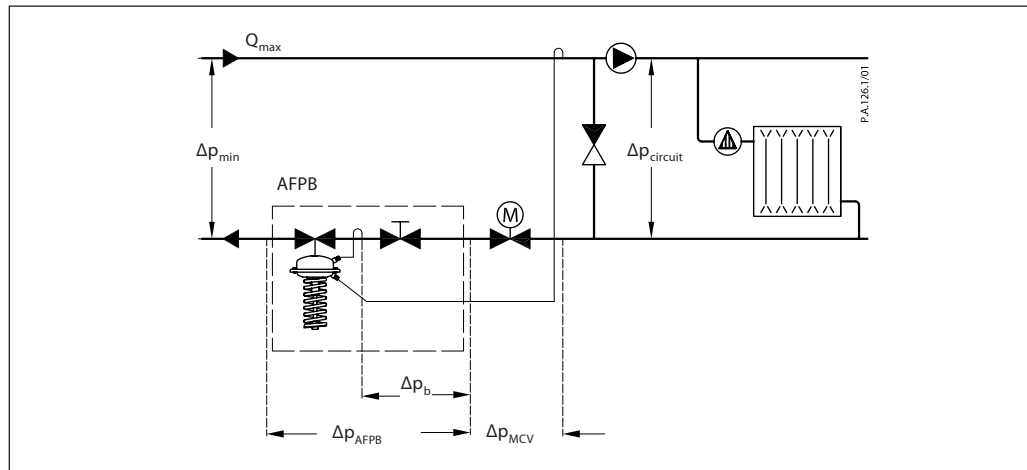 Qmax
P.A.126.1/01
Δpmin
Δpcircuit
AFPB
M
Δpb
ΔpAFPB
ΔpMCV